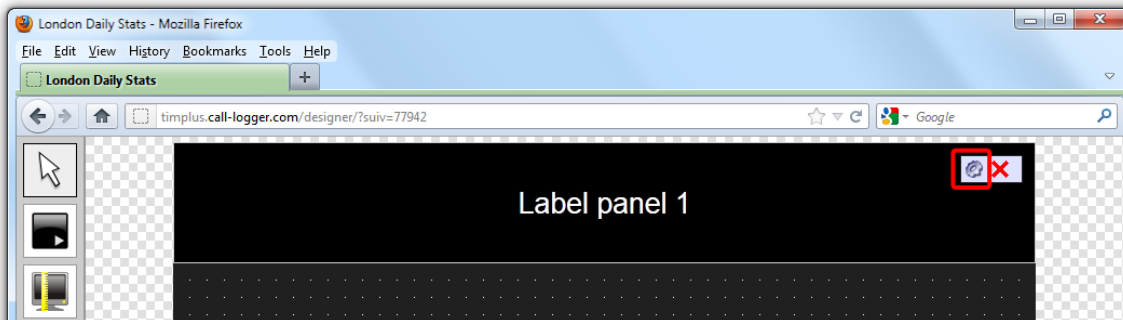 London Daily Stats - Mozilla Firefox
File Edit View History Bookmarks Tools Help
London Daily Stats
timplus.call-logger.com/designer/?suiv=77942 Google
Label panel 1